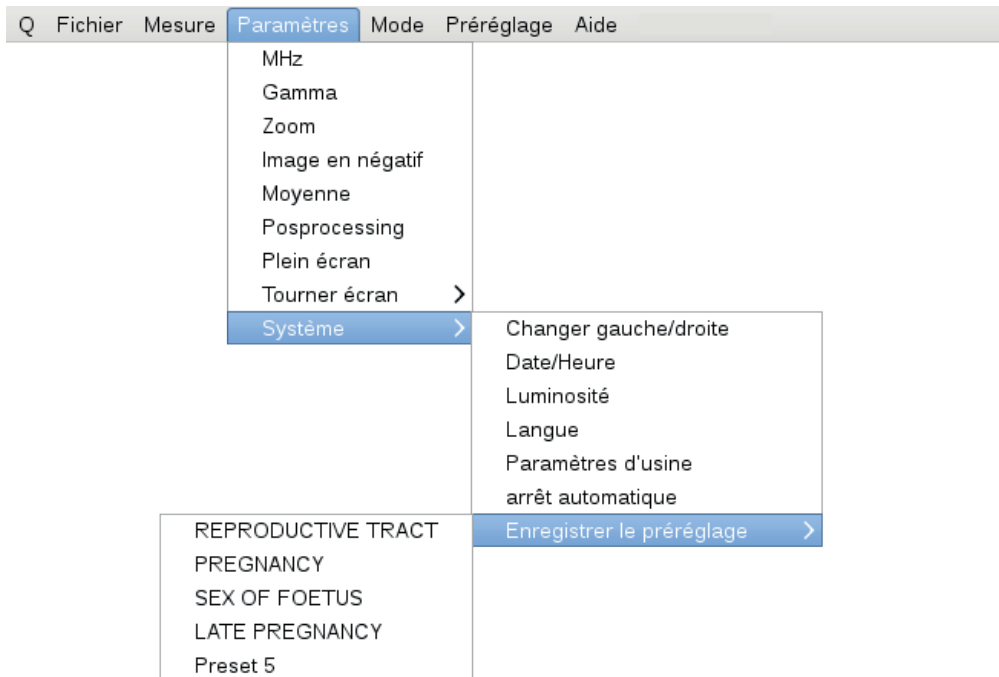 Q Fichier Mesure Paramètres Mode Préréglage Aide
MHz
Gamma
Zoom
Image en négatif
Moyenne
Posprocessing
Plein écran
Tourner écran
Système
Changer gauche/droite
Date/Heure
Luminosité
Langue
Paramètres d'usine
arrêt automatique
Enregistrer le préréglage
REPRODUCTIVE TRACT
PREGNANCY
SEX OF FOETUS
LATE PREGNANCY
Preset 5